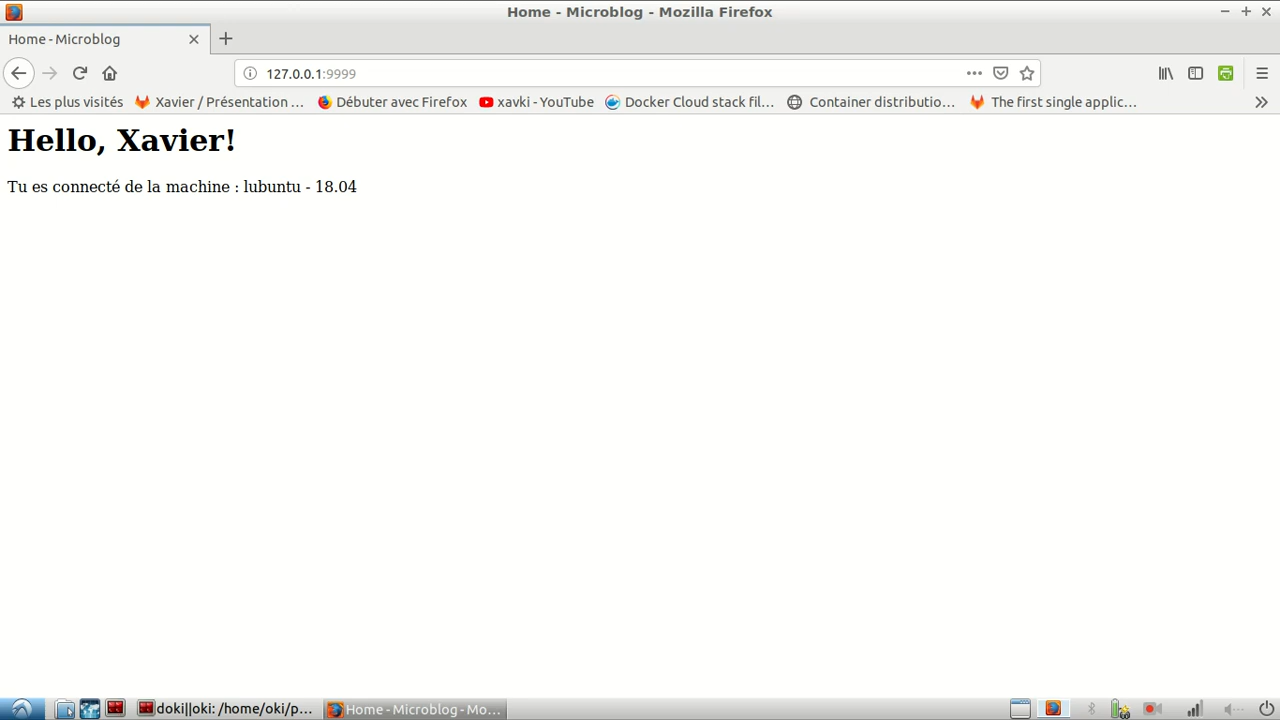 Home - Microblog - Mozilla Firefox
Home - Microblog
127.0.0.1:9999
Les plus visités
Xavier / Présentation ...
Débuter avec Firefox
xavki - YouTube
Docker Cloud stack fil...
Container distributio...
The first single applic...
Hello, Xavier!
Tu es connecté de la machine : lubuntu - 18.04
doki||oki: /home/oki/p...
Home - Microblog - Mo...